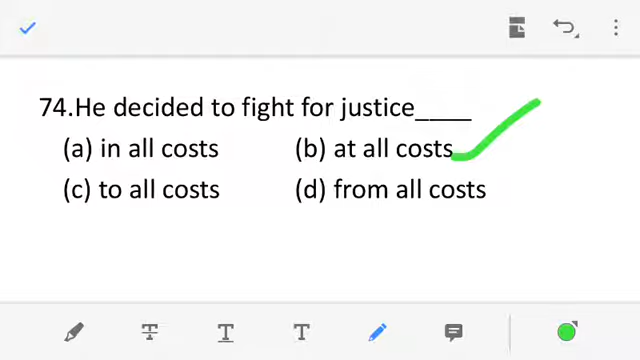 74.He decided to fight for justice____
(a) in all costs (b) at all costs
(c) to all costs (d) from all costs